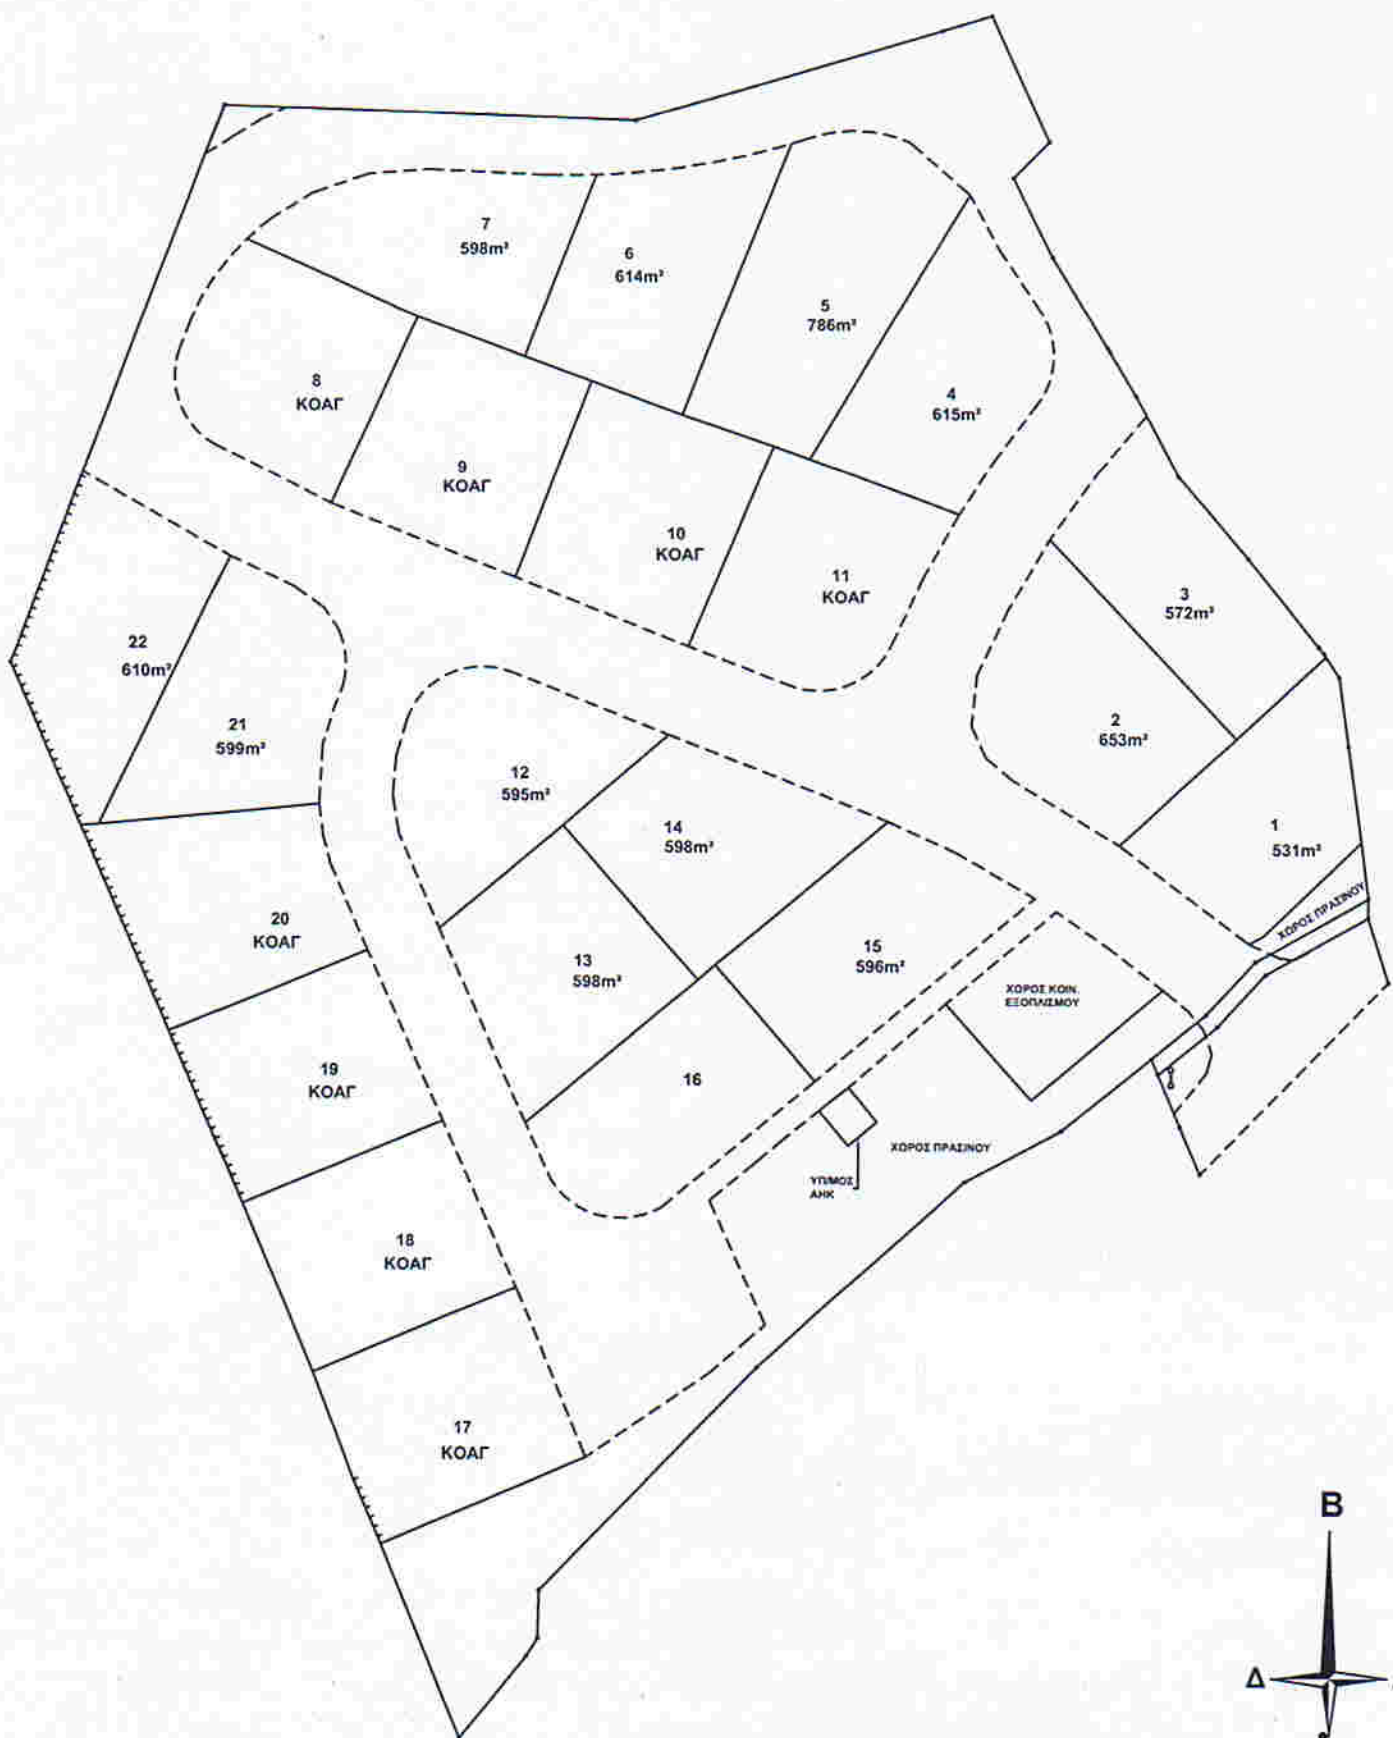 7
598m²
6
614m²
5
786m²
4
615m²
8
ΚΟΑΓ
9
ΚΟΑΓ
10
ΚΟΑΓ
11
ΚΟΑΓ
3
572m²
22
610m²
21
599m²
2
653m²
12
595m²
14
598m²
1
531m²
ΧΩΡΟΣ ΠΡΑΣΙΝΟΥ
20
ΚΟΑΓ
13
598m²
15
596m²
ΧΩΡΟΣ ΚΟΙΝ.
ΕΞΟΠΛΙΣΜΟΥ
19
ΚΟΑΓ
16
ΧΩΡΟΣ ΠΡΑΣΙΝΟΥ
ΥΠ/ΜΟΣ
ΑΗΚ
18
ΚΟΑΓ
17
ΚΟΑΓ
Β
Δ